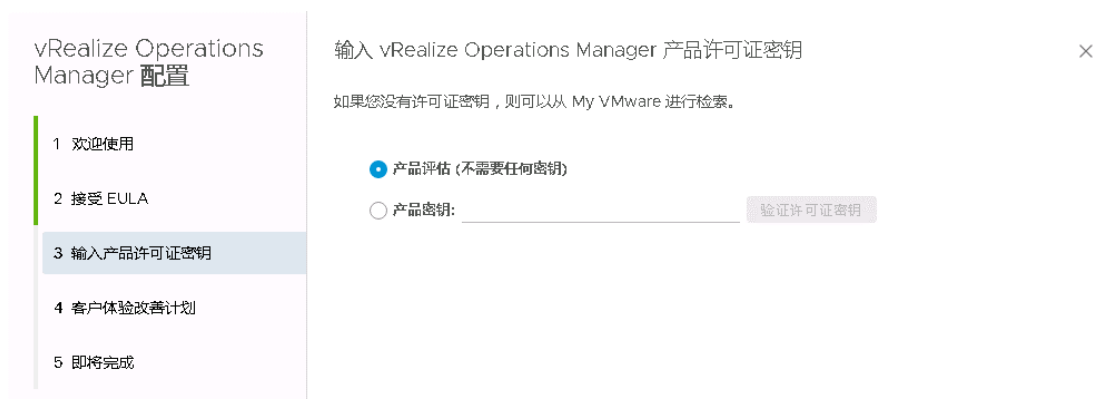 vRealize Operations
Manager 配置
1 欢迎使用
2 接受 EULA
3 输入产品许可证密钥
4 客户体验改善计划
5 即将完成
输入 vRealize Operations Manager 产品许可证密钥
如果您没有许可证密钥，则可以从 My VMware 进行检索。
产品评估 (不需要任何密钥)
产品密钥: 验证许可证密钥